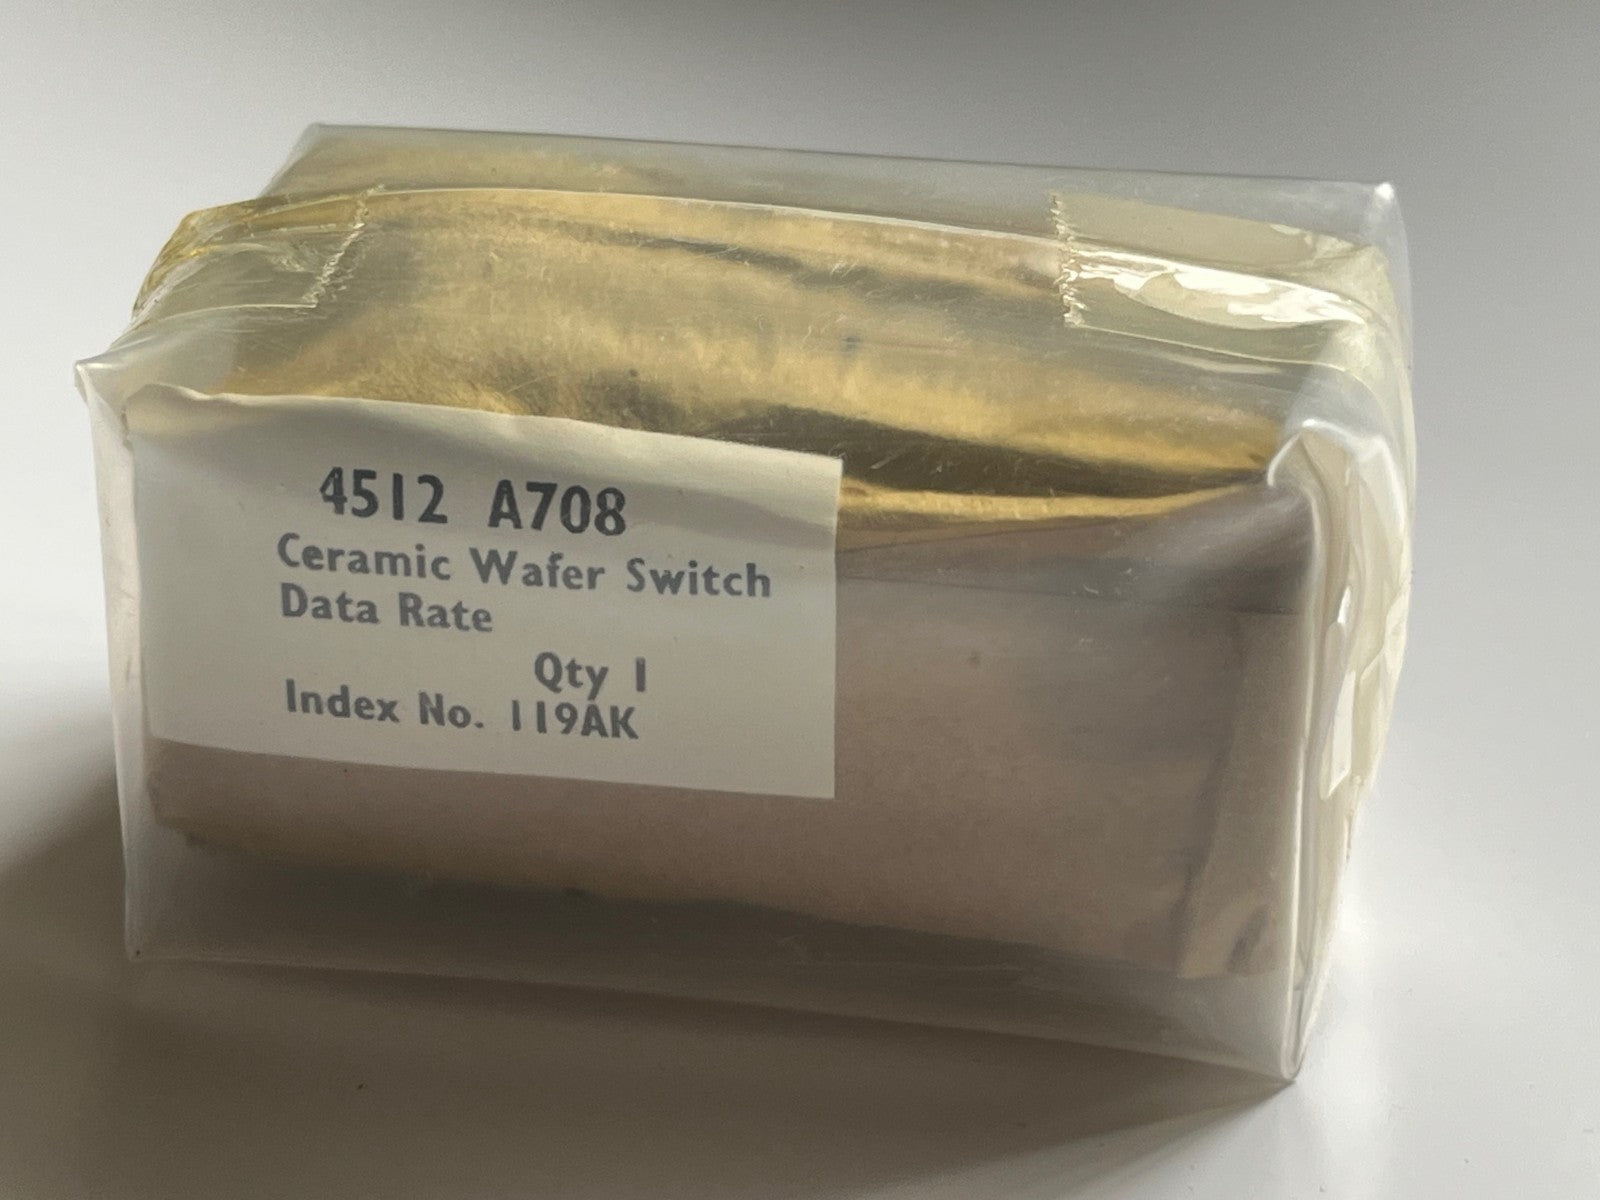 4512 A708
Ceramic Wafer Switch
Data Rate
Qty 1
Index No. 119AK